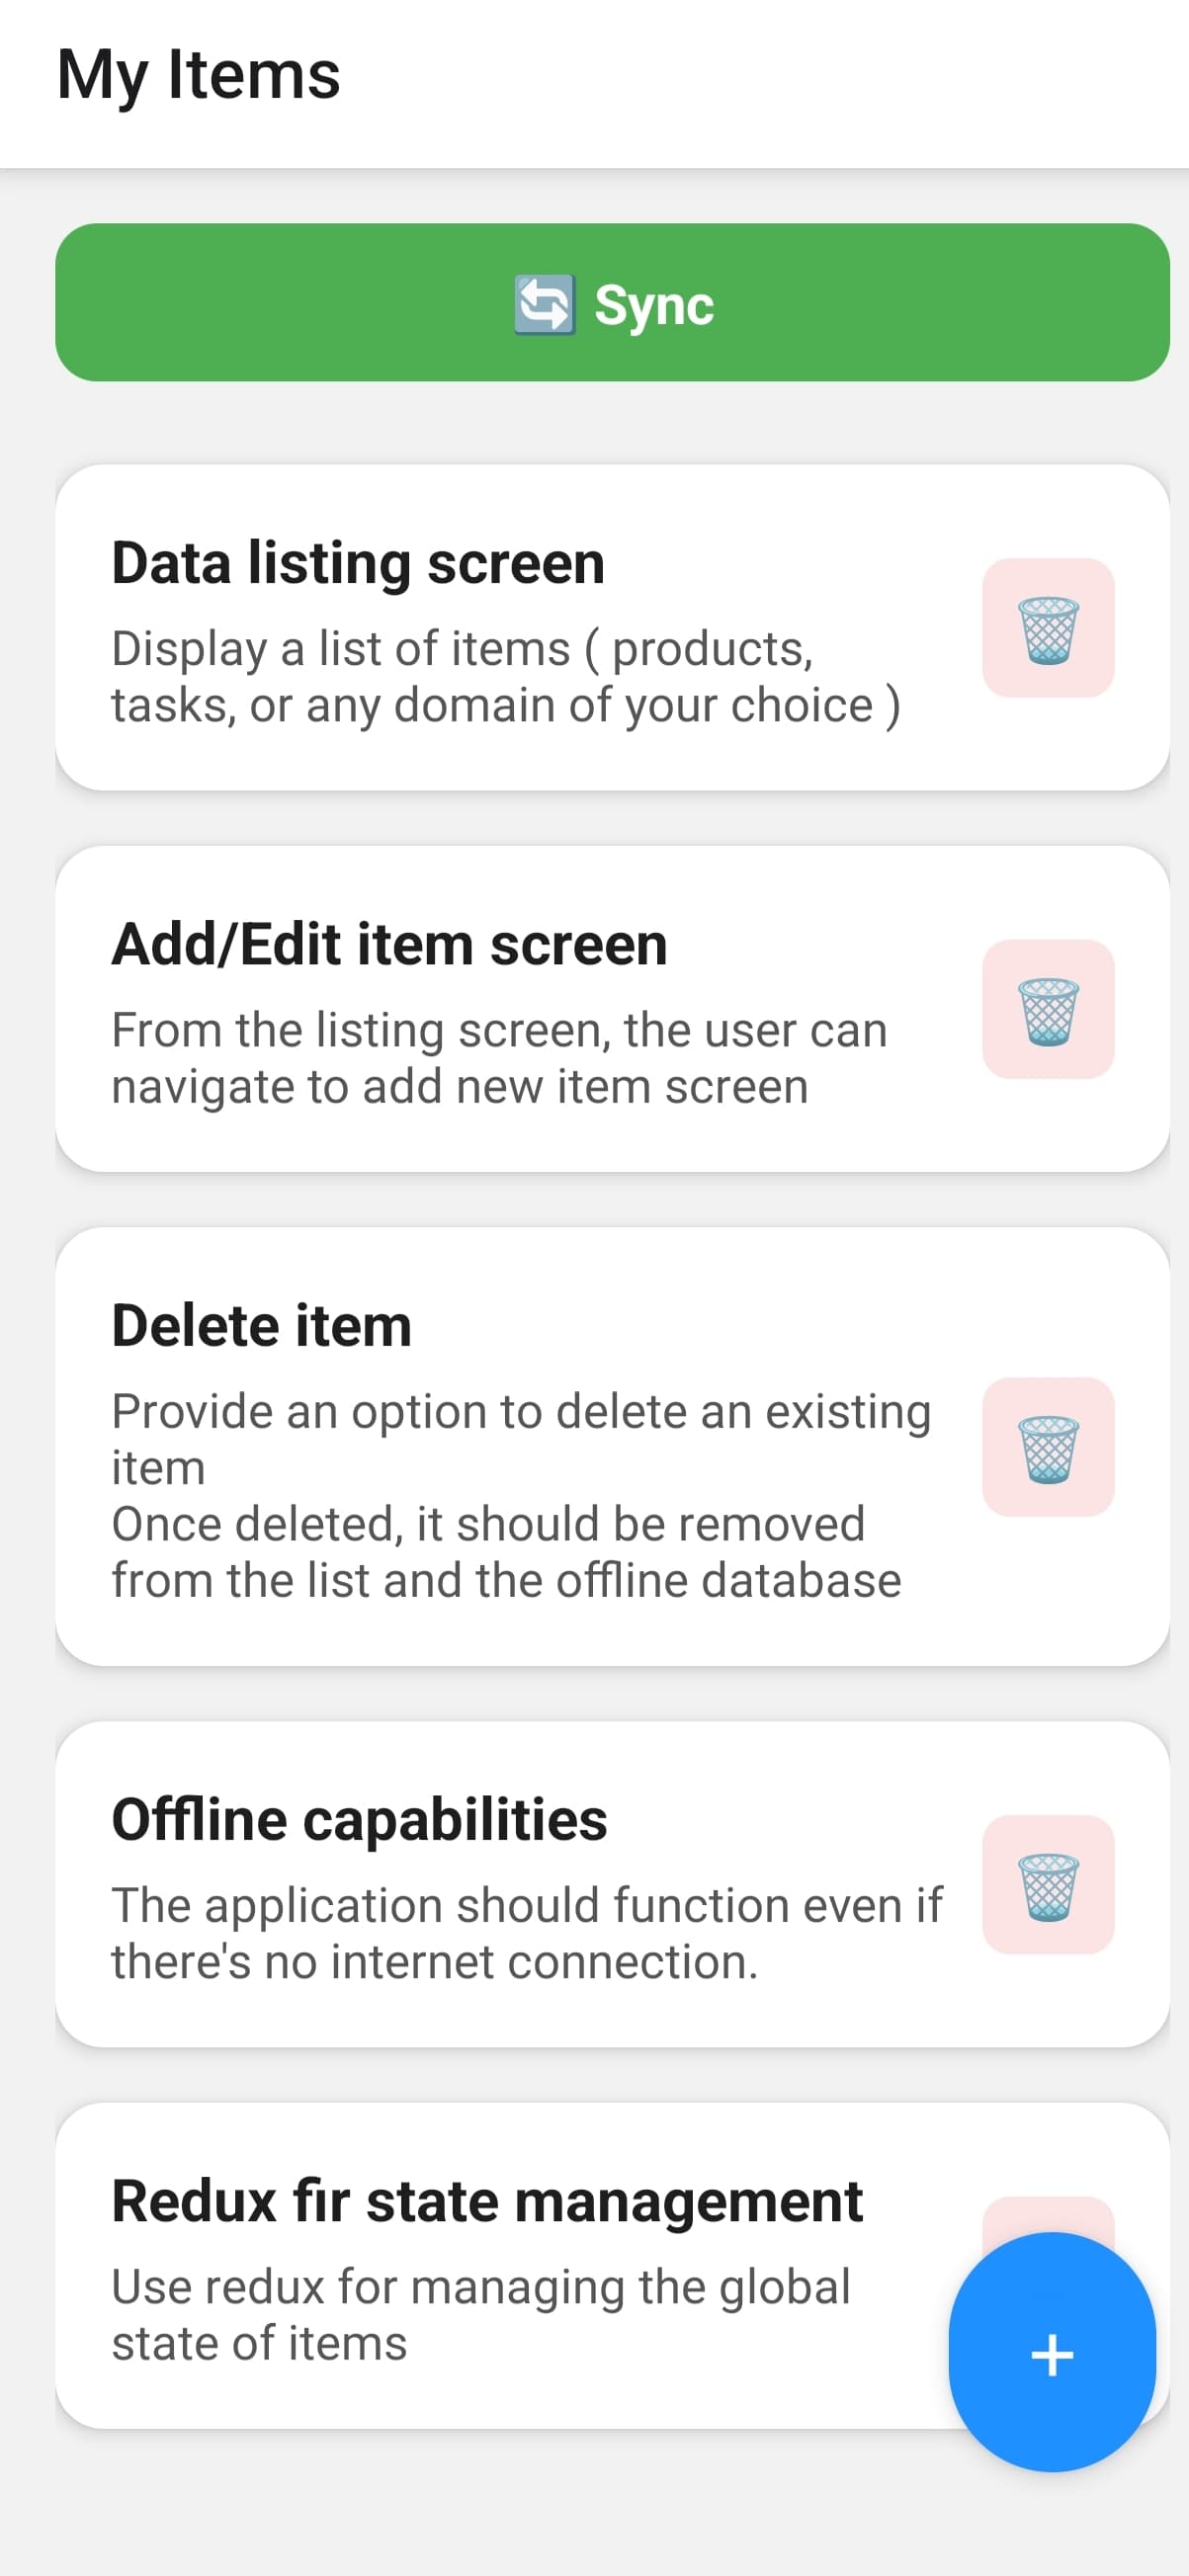 My Items
Sync
Data listing screen
Display a list of items ( products,
tasks, or any domain of your choice )
Add/Edit item screen
From the listing screen, the user can
navigate to add new item screen
Delete item
Provide an option to delete an existing
item
Once deleted, it should be removed
from the list and the offline database
Offline capabilities
The application should function even if
there's no internet connection.
Redux fir state management
Use redux for managing the global
state of items
+